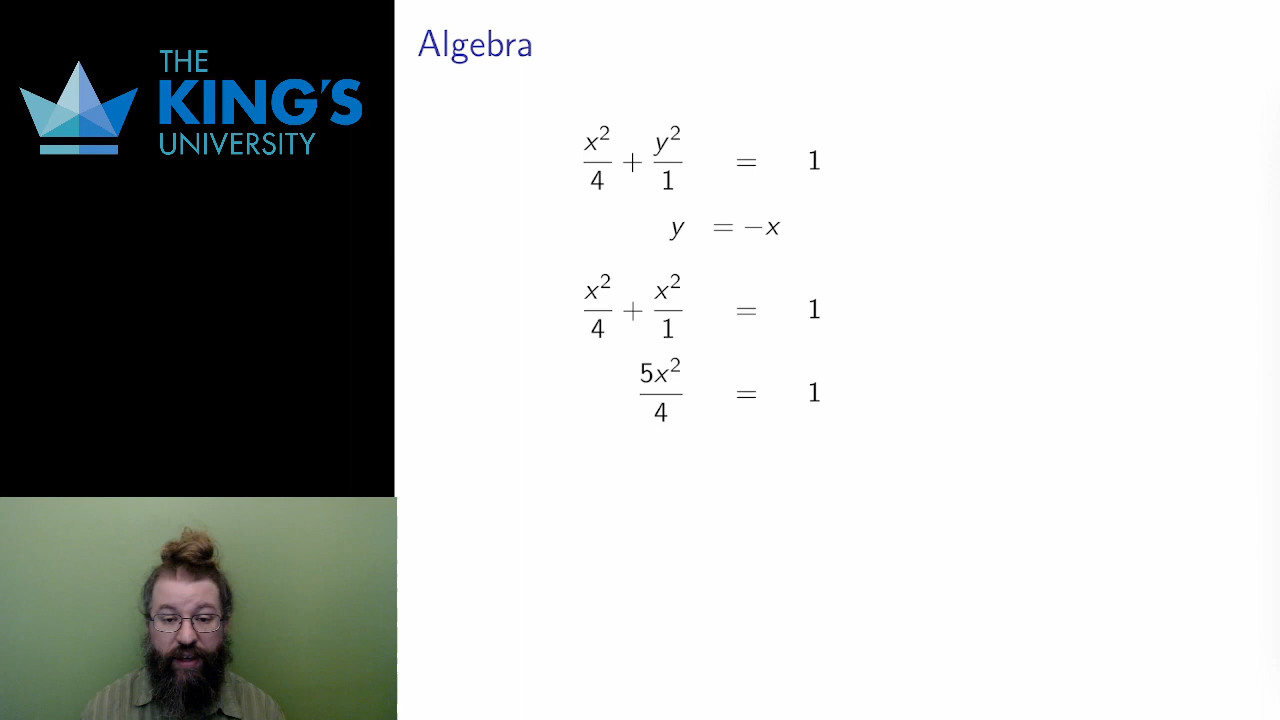 THE
KING'S
UNIVERSITY
Algebra
x²/4 + y²/1 = 1
y = −x
x²/4 + x²/1 = 1
5x²/4 = 1